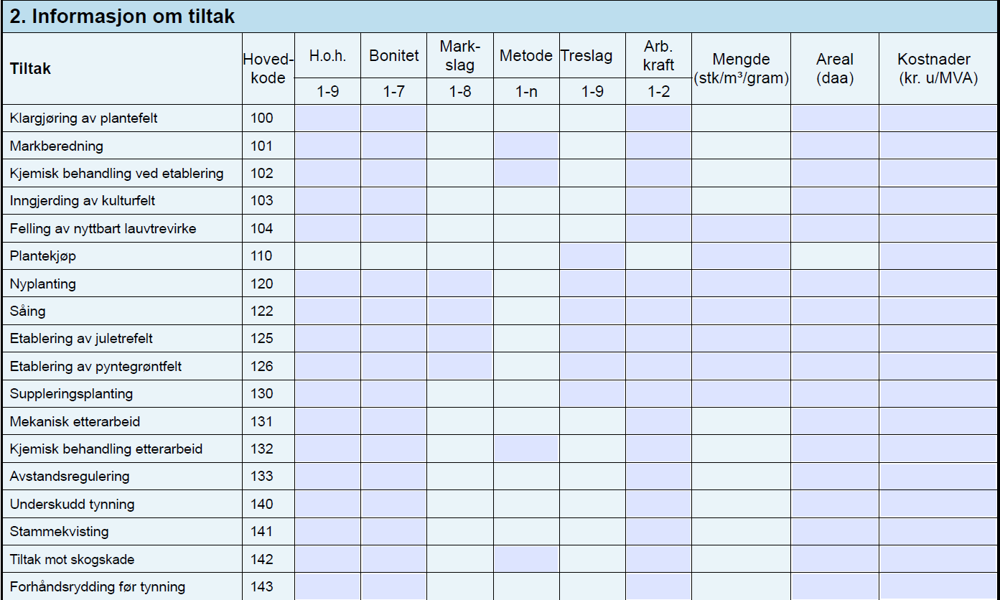 2. Informasjon om tiltak
Tiltak
Hoved-
kode
H.o.h.
1-9
Bonitet
1-7
Mark-
slag
1-8
Metode
1-n
Treslag
1-9
Arb.
kraft
1-2
Mengde
(stk/m³/gram)
Areal
(daa)
Kostnader
(kr. u/MVA)
Klargjøring av plantefelt 100
Markberedning 101
Kjemisk behandling ved etablering 102
Inngjerding av kulturfelt 103
Felling av nyttbart lauvtrevirke 104
Plantekjøp 110
Nyplanting 120
Såing 122
Etablering av juletrefelt 125
Etablering av pyntegrøntfelt 126
Suppleringsplanting 130
Mekanisk etterarbeid 131
Kjemisk behandling etterarbeid 132
Avstandsregulering 133
Underskudd tynning 140
Stammekvisting 141
Tiltak mot skogskade 142
Forhåndsrydding før tynning 143